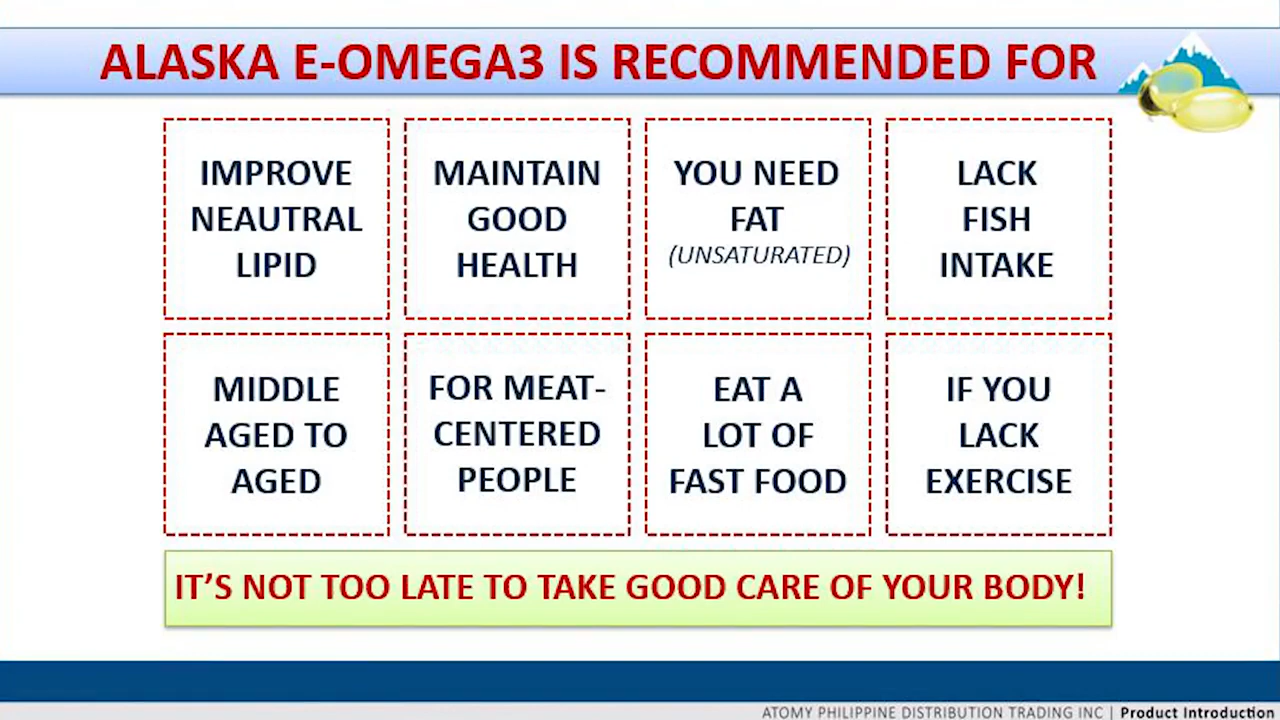 ALASKA E-OMEGA3 IS RECOMMENDED FOR
IMPROVE
NEAUTRAL
LIPID
MAINTAIN
GOOD
HEALTH
YOU NEED
FAT
(UNSATURATED)
LACK
FISH
INTAKE
MIDDLE
AGED TO
AGED
FOR MEAT-
CENTERED
PEOPLE
EAT A
LOT OF
FAST FOOD
IF YOU
LACK
EXERCISE
IT'S NOT TOO LATE TO TAKE GOOD CARE OF YOUR BODY!
ATOMY PHILIPPINE DISTRIBUTION TRADING INC | Product Introduction